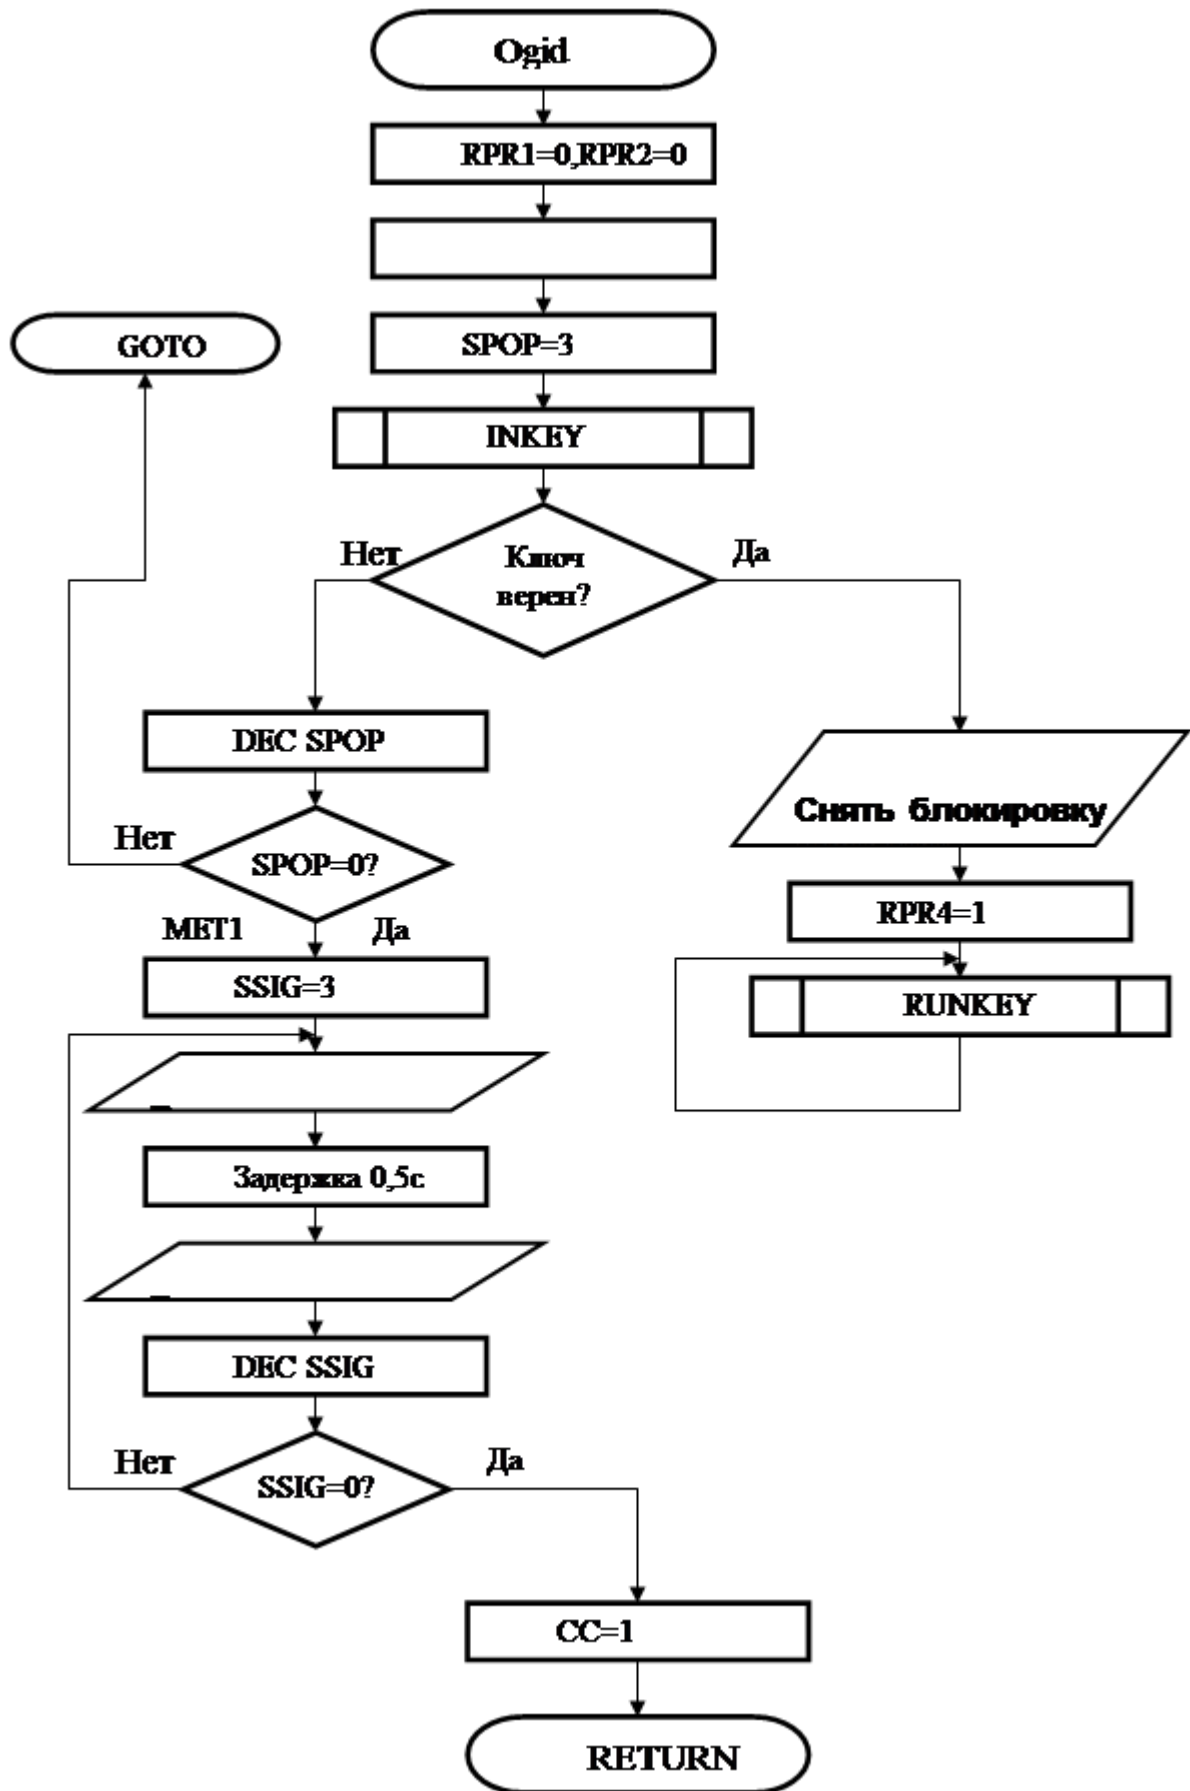 Ogid
RPR1=0,RPR2=0
SPOP=3
GOTO
INKEY
Нет
Да
Ключ
верен?
DEC SPOP
Снять блокировку
Нет
SPOP=0?
RPR4=1
MET1
Да
SSIG=3
RUNKEY
Задержка 0,5с
DEC SSIG
Нет
Да
SSIG=0?
CC=1
RETURN